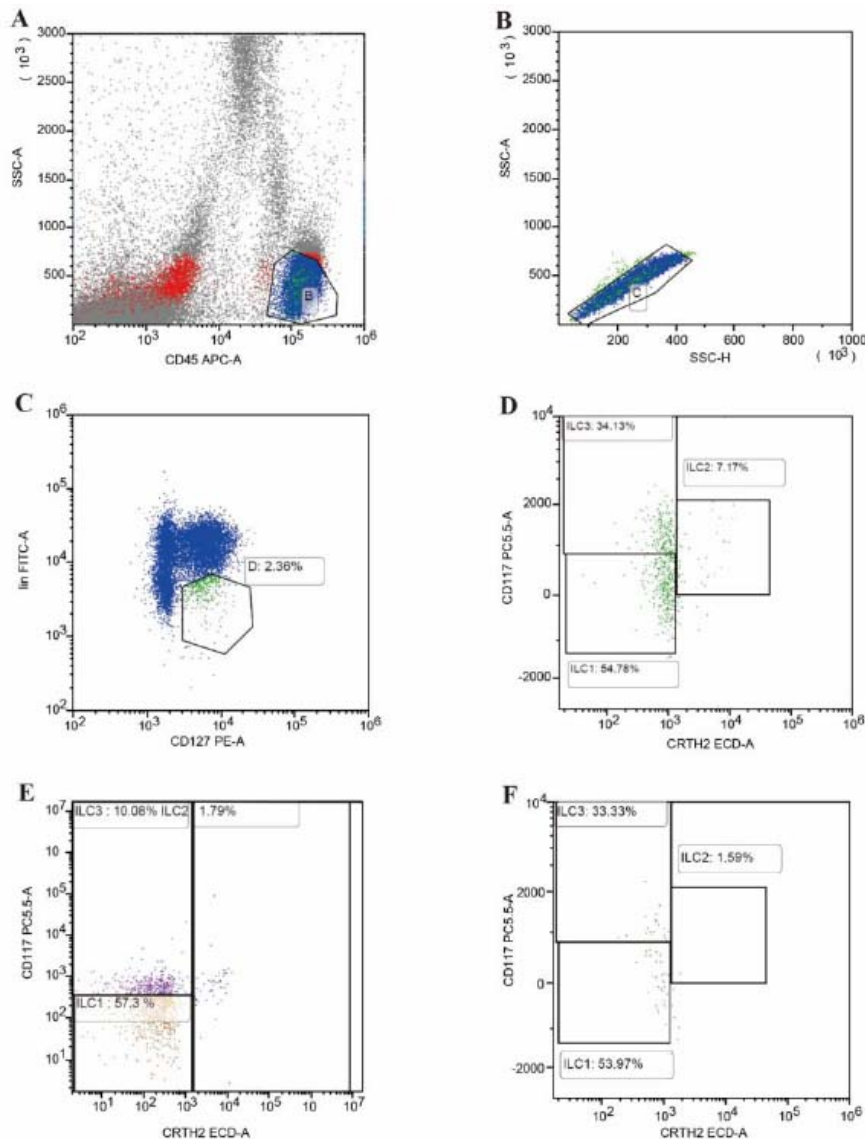 A
( 10³ )
3000
2500
2000
1500
1000
500
SSC-A
B
10² 10³ 10⁴ 10⁵ 10⁶
CD45 APC-A
B
( 10³ )
3000
2500
2000
1500
1000
500
SSC-A
C
200 400 600 800 1000
SSC-H ( 10³ )
C
10⁶
10⁵
10⁴
10³
10²
lin FITC-A
D: 2.36%
10² 10³ 10⁴ 10⁵ 10⁶
CD127 PE-A
D
10⁴
2000
0
-2000
CD117 PC5.5-A
ILC3: 34.13%
ILC2: 7.17%
ILC1: 54.78%
10² 10³ 10⁴ 10⁵ 10⁶
CRTH2 ECD-A
E
10⁷
10
10⁵
10⁴
10³
10²
10¹
CD117 PC5.5-A
ILC3 : 10.08% ILC2 1.79%
ILC1 : 57.3 %
10¹ 10² 10³ 10⁴ 10⁵ 10 10⁷
CRTH2 ECD-A
F
10⁴
2000
0
-2000
CD117 PC5.5-A
ILC3: 33.33%
ILC2: 1.59%
ILC1: 53.97%
10² 10³ 10⁴ 10⁵ 10⁶
CRTH2 ECD-A